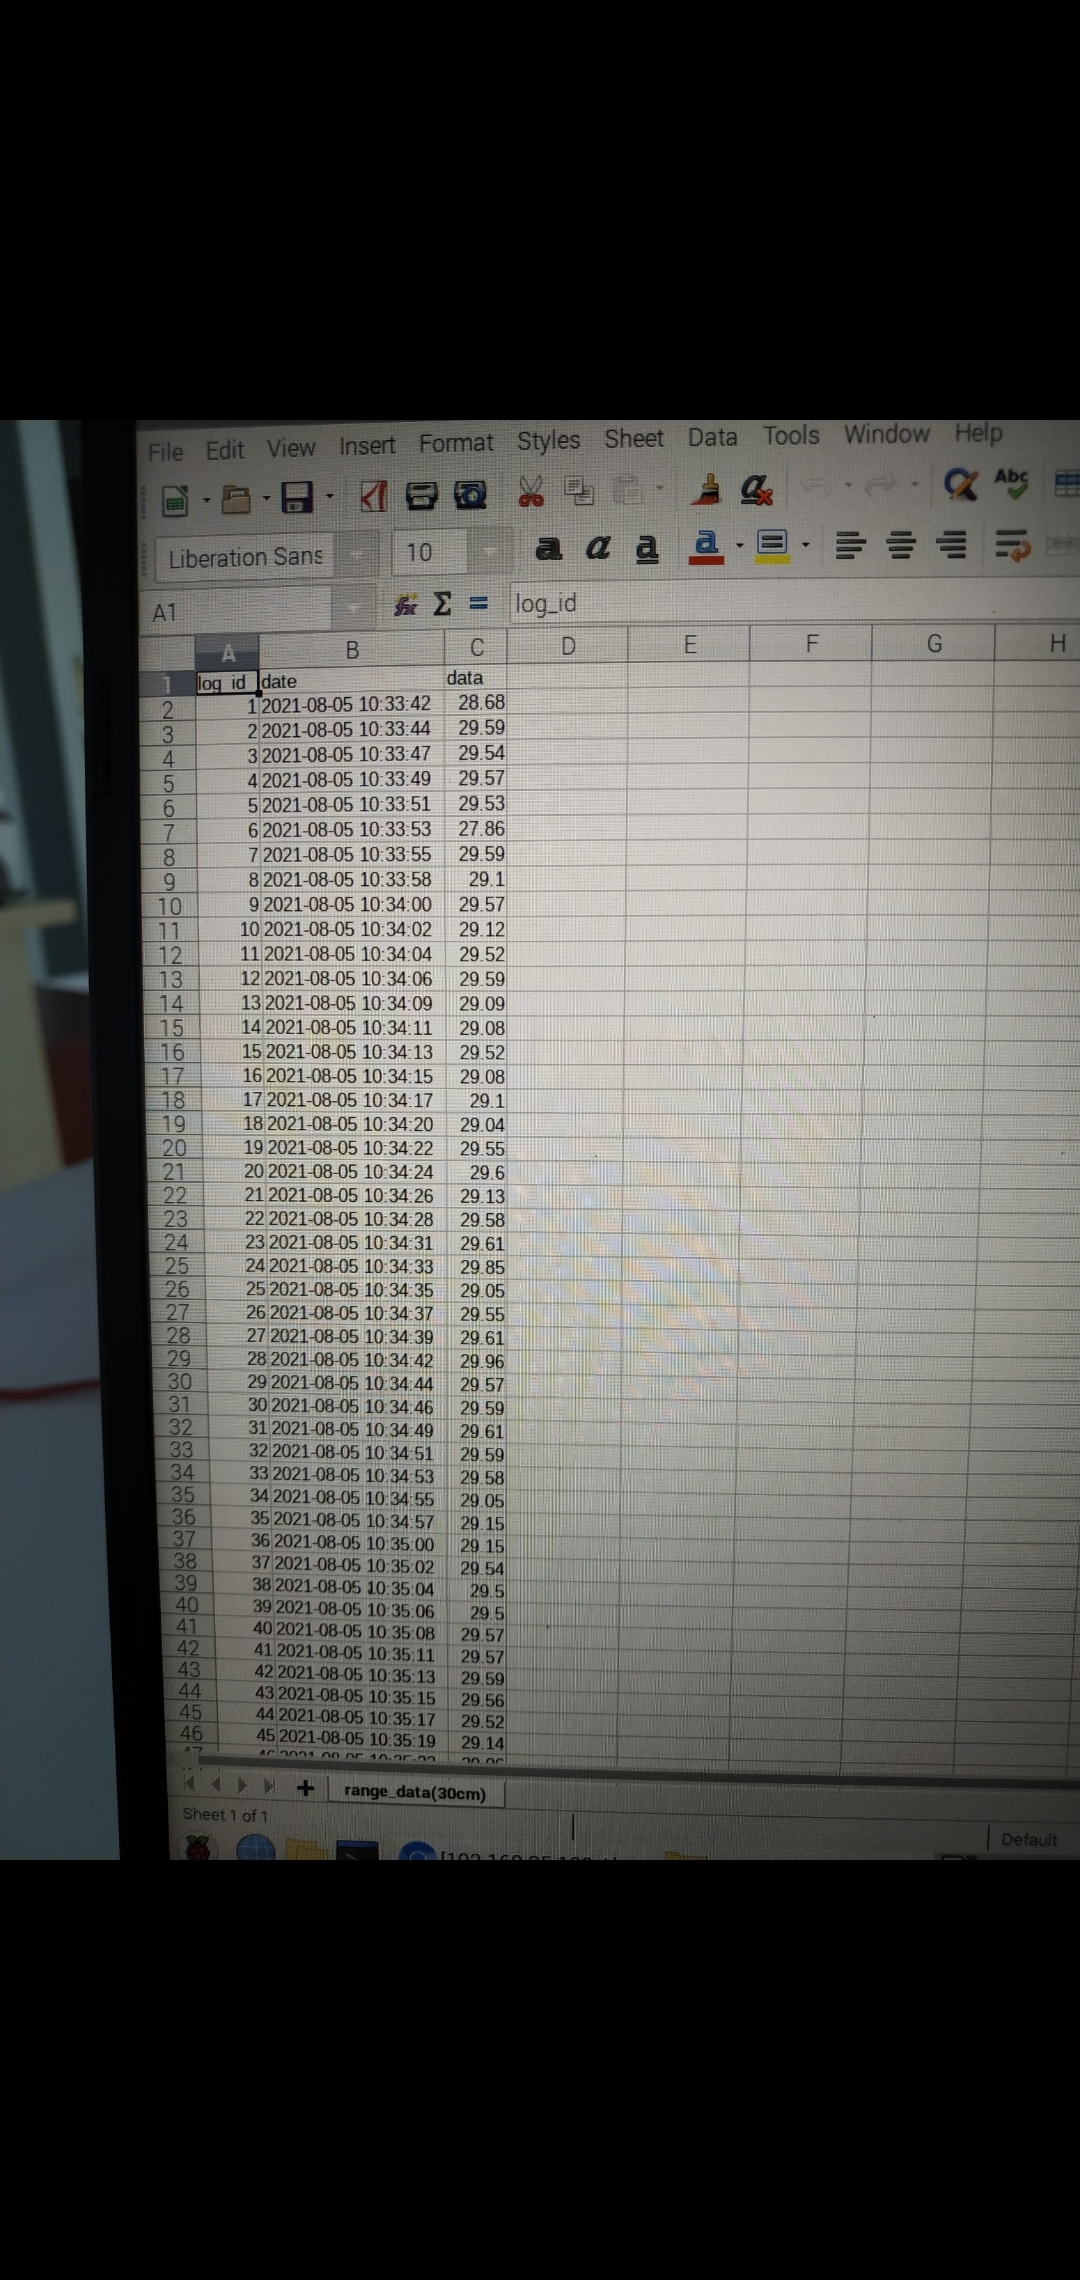 File Edit View Insert Format Styles Sheet Data Tools Window Help
Abc
Liberation Sans 10 a a a a
A1 fx Σ = log_id
A B C D E F G H
1 log_id date data
2 1 2021-08-05 10:33:42 28.68
3 2 2021-08-05 10:33:44 29.59
4 3 2021-08-05 10:33:47 29.54
5 4 2021-08-05 10:33:49 29.57
6 5 2021-08-05 10:33:51 29.53
7 6 2021-08-05 10:33:53 27.86
8 7 2021-08-05 10:33:55 29.59
9 8 2021-08-05 10:33:58 29.1
10 9 2021-08-05 10:34:00 29.57
11 10 2021-08-05 10:34:02 29.12
12 11 2021-08-05 10:34:04 29.52
13 12 2021-08-05 10:34:06 29.59
14 13 2021-08-05 10:34:09 29.09
15 14 2021-08-05 10:34:11 29.08
16 15 2021-08-05 10:34:13 29.52
17 16 2021-08-05 10:34:15 29.08
18 17 2021-08-05 10:34:17 29.1
19 18 2021-08-05 10:34:20 29.04
20 19 2021-08-05 10:34:22 29.55
21 20 2021-08-05 10:34:24 29.6
22 21 2021-08-05 10:34:26 29.13
23 22 2021-08-05 10:34:28 29.58
24 23 2021-08-05 10:34:31 29.61
25 24 2021-08-05 10:34:33 29.85
26 25 2021-08-05 10:34:35 29.05
27 26 2021-08-05 10:34:37 29.55
28 27 2021-08-05 10:34:39 29.61
29 28 2021-08-05 10:34:42 29.96
30 29 2021-08-05 10:34:44 29.57
31 30 2021-08-05 10:34:46 29.59
32 31 2021-08-05 10:34:49 29.61
33 32 2021-08-05 10:34:51 29.59
34 33 2021-08-05 10:34:53 29.58
35 34 2021-08-05 10:34:55 29.05
36 35 2021-08-05 10:34:57 29.15
37 36 2021-08-05 10:35:00 29.15
38 37 2021-08-05 10:35:02 29.54
39 38 2021-08-05 10:35:04 29.5
40 39 2021-08-05 10:35:06 29.5
41 40 2021-08-05 10:35:08 29.57
42 41 2021-08-05 10:35:11 29.57
43 42 2021-08-05 10:35:13 29.59
44 43 2021-08-05 10:35:15 29.56
45 44 2021-08-05 10:35:17 29.52
46 45 2021-08-05 10:35:19 29.14
range_data(30cm)
Sheet 1 of 1 Default